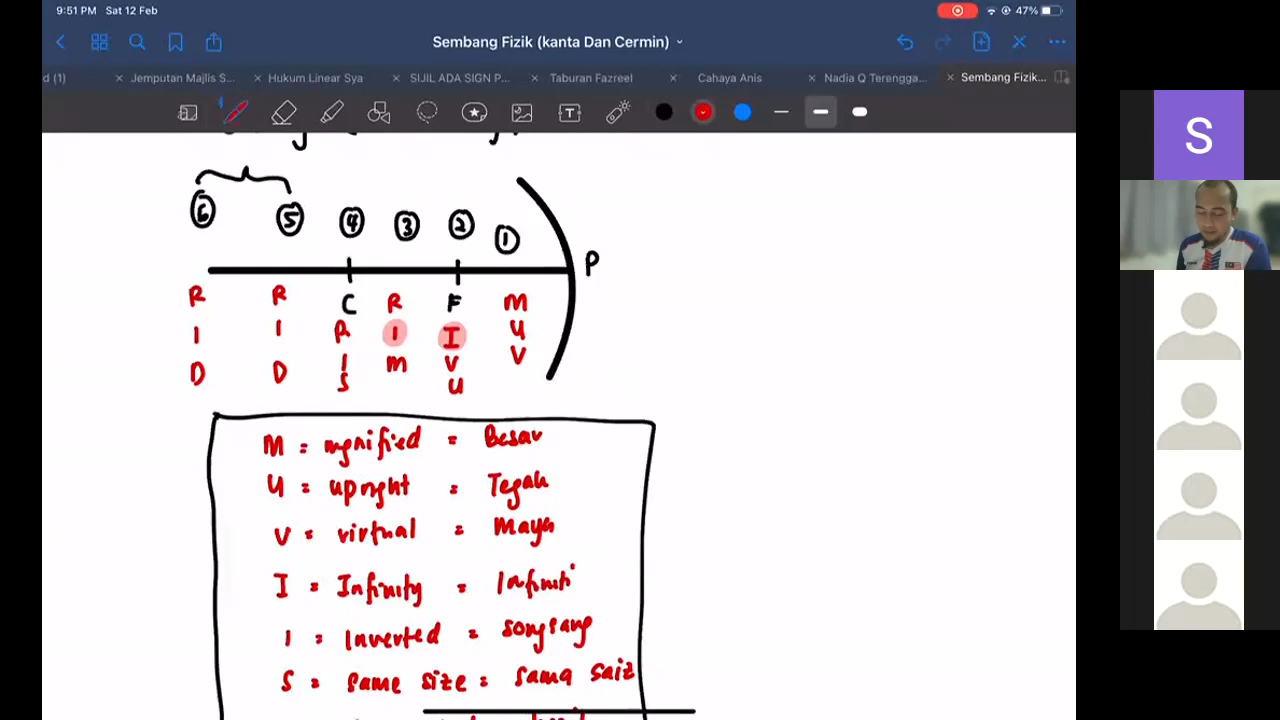 9:51 PM Sat 12 Feb
47%
Sembang Fizik (kanta Dan Cermin)
d (1)
Jemputan Majlis S...
Hukum Linear Sya
SIJIL ADA SIGN P...
Taburan Fazreel
Cahaya Anis
Nadia Q Terengga...
Sembang Fizik...
6 5 4 3 2 1
P
R R C R F M
I I R I I U
D D I M V V
S U
M = mgnified = Besar
U = upright = Tegak
V = virtual = Maya
I = Infinity = Infiniti
I = Inverted = songsang
S = same size = sama saiz
S